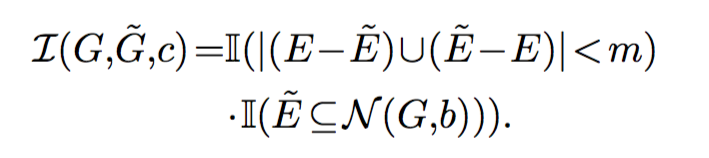 𝓘(G,G̃,c)=𝕀(|(E−Ẽ)∪(Ẽ−E)|<m)
·𝕀(Ẽ⊆𝒩(G,b))).